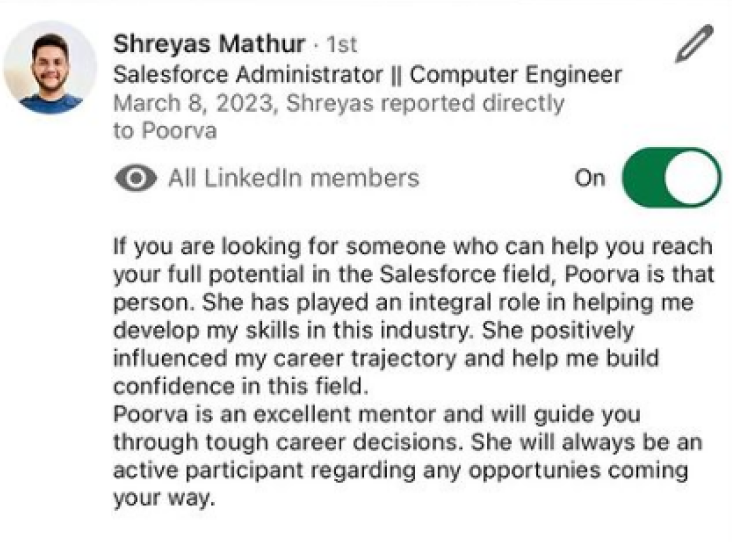 Shreyas Mathur · 1st
Salesforce Administrator || Computer Engineer
March 8, 2023, Shreyas reported directly
to Poorva
All LinkedIn members
On
If you are looking for someone who can help you reach
your full potential in the Salesforce field, Poorva is that
person. She has played an integral role in helping me
develop my skills in this industry. She positively
influenced my career trajectory and help me build
confidence in this field.
Poorva is an excellent mentor and will guide you
through tough career decisions. She will always be an
active participant regarding any opportunies coming
your way.